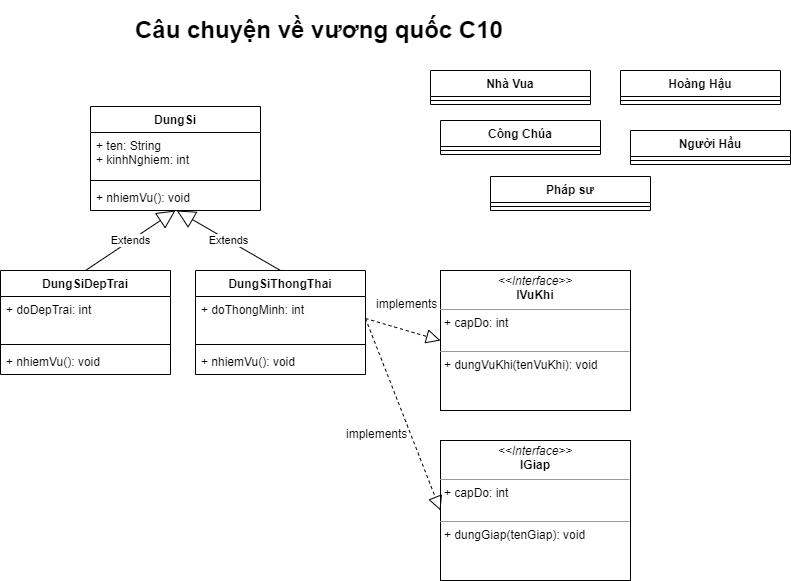 Câu chuyện về vương quốc C10
Nhà Vua
Hoàng Hậu
Công Chúa
Người Hầu
Pháp sư
DungSi
+ ten: String
+ kinhNghiem: int
+ nhiemVu(): void
Extends
Extends
DungSiDepTrai
+ doDepTrai: int
+ nhiemVu(): void
DungSiThongThai
+ doThongMinh: int
+ nhiemVu(): void
implements
<<Interface>>
IVuKhi
+ capDo: int
+ dungVuKhi(tenVuKhi): void
implements
<<Interface>>
IGiap
+ capDo: int
+ dungGiap(tenGiap): void